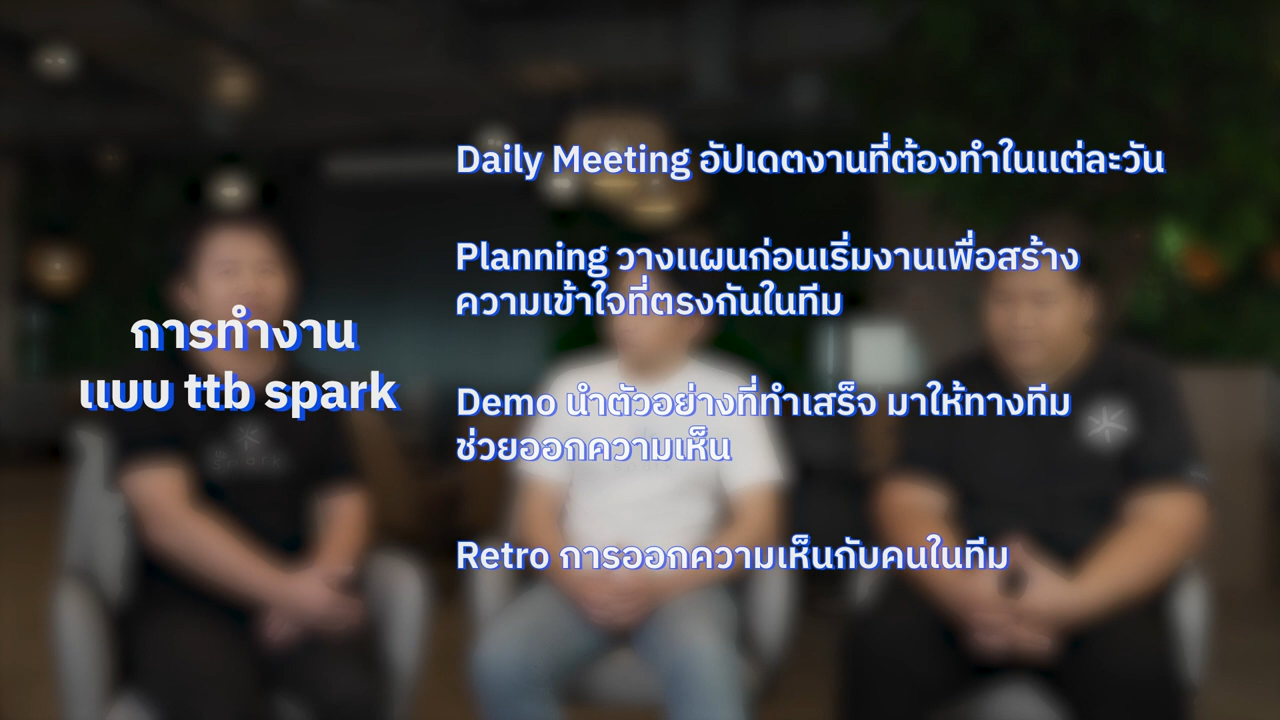 การทำงาน
แบบ ttb spark
Daily Meeting อัปเดตงานที่ต้องทำในแต่ละวัน
Planning วางแผนก่อนเริ่มงานเพื่อสร้าง
ความเข้าใจที่ตรงกันในทีม
Demo นำตัวอย่างที่ทำเสร็จ มาให้ทางทีม
ช่วยออกความเห็น
Retro การออกความเห็นกับคนในทีม